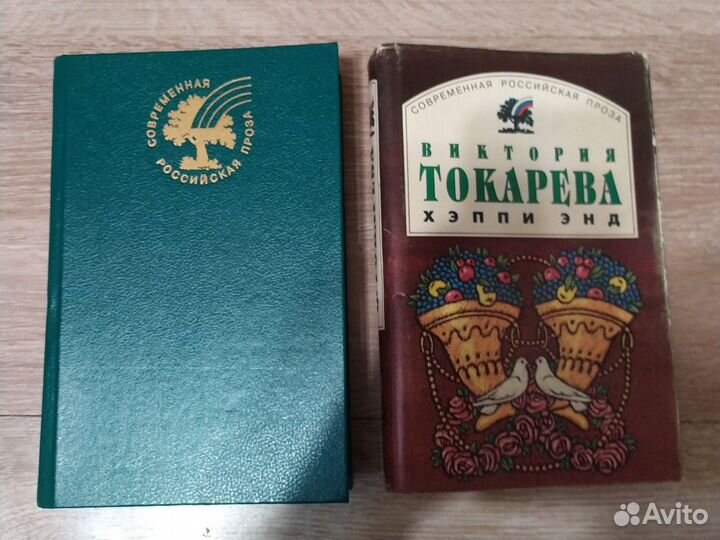 СОВРЕМЕННАЯ
РОССИЙСКАЯ ПРОЗА
СОВРЕМЕННАЯ РОССИЙСКАЯ ПРОЗА
ВИКТОРИЯ
ТОКАРЕВА
ХЭППИ ЭНД
Avito